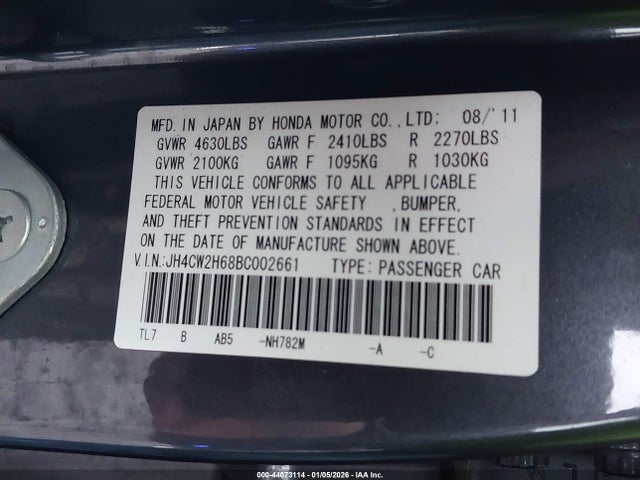 MFD. IN JAPAN BY HONDA MOTOR CO.,LTD: 08/'11
GVWR 4630LBS GAWR F 2410LBS R 2270LBS
GVWR 2100KG GAWR F 1095KG R 1030KG
THIS VEHICLE CONFORMS TO ALL APPLICABLE
FEDERAL MOTOR VEHICLE SAFETY ,BUMPER,
AND THEFT PREVENTION STANDARDS IN EFFECT
ON THE DATE OF MANUFACTURE SHOWN ABOVE.
V.I.N.:JH4CW2H68BC002661 TYPE: PASSENGER CAR
TL7 B AB5 -NH782M -A -C
000-44073114 - 01/05/2026 - IAA Inc.